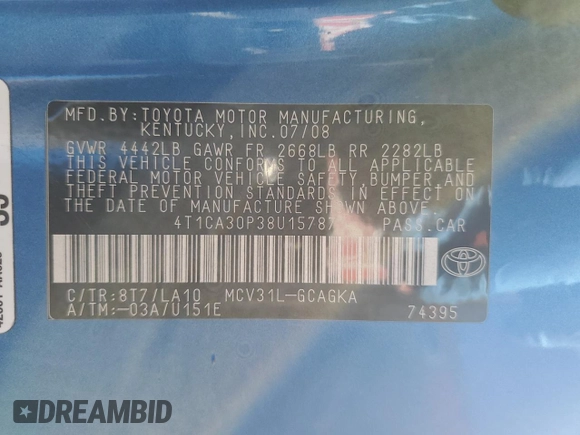 MFD.BY:TOYOTA MOTOR MANUFACTURING,
KENTUCKY,INC.07/08
GVWR 4442LB GAWR FR 2668LB RR 2282LB
THIS VEHICLE CONFORMS TO ALL APPLICABLE
FEDERAL MOTOR VEHICLE SAFETY, BUMPER AND
THEFT PREVENTION STANDARDS IN EFFECT ON
THE DATE OF MANUFACTURE SHOWN ABOVE.
PASS.CAR
C/TR:8T7/LA10 MCV31L-GCAGKA
A/TM:-03A/U151E 74395
DREAMBID